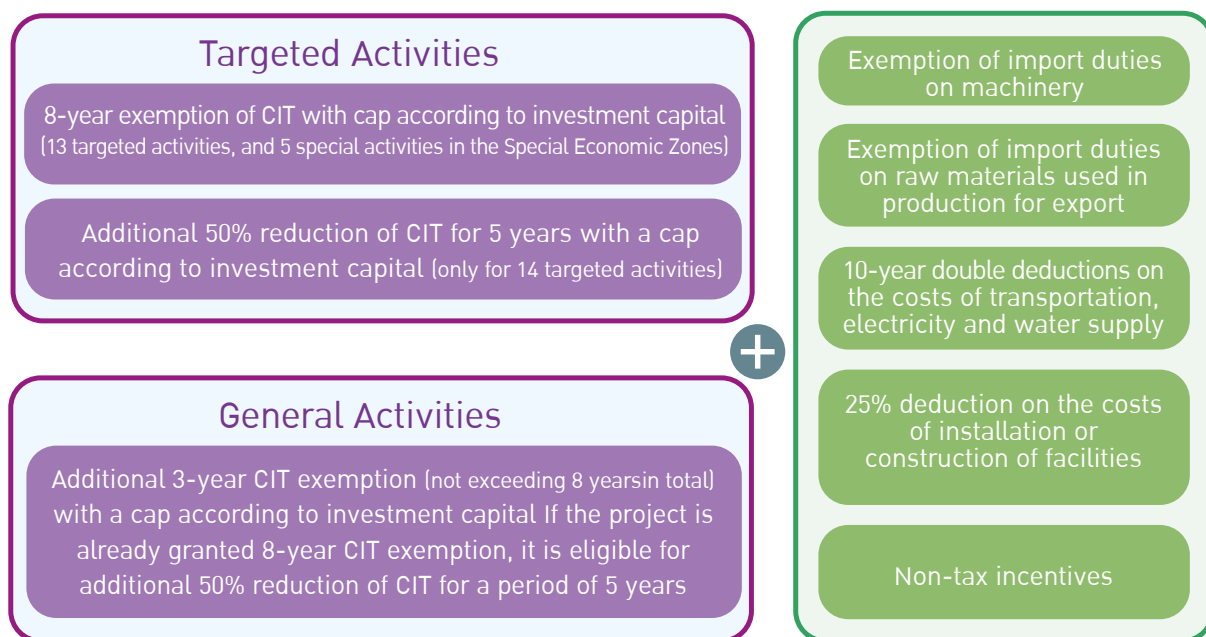 Targeted Activities
8-year exemption of CIT with cap according to investment capital
(13 targeted activities, and 5 special activities in the Special Economic Zones)
Additional 50% reduction of CIT for 5 years with a cap
according to investment capital (only for 14 targeted activities)
General Activities
Additional 3-year CIT exemption (not exceeding 8 yearsin total)
with a cap according to investment capital If the project is
already granted 8-year CIT exemption, it is eligible for
additional 50% reduction of CIT for a period of 5 years
+
Exemption of import duties
on machinery
Exemption of import duties
on raw materials used in
production for export
10-year double deductions on
the costs of transportation,
electricity and water supply
25% deduction on the costs
of installation or
construction of facilities
Non-tax incentives